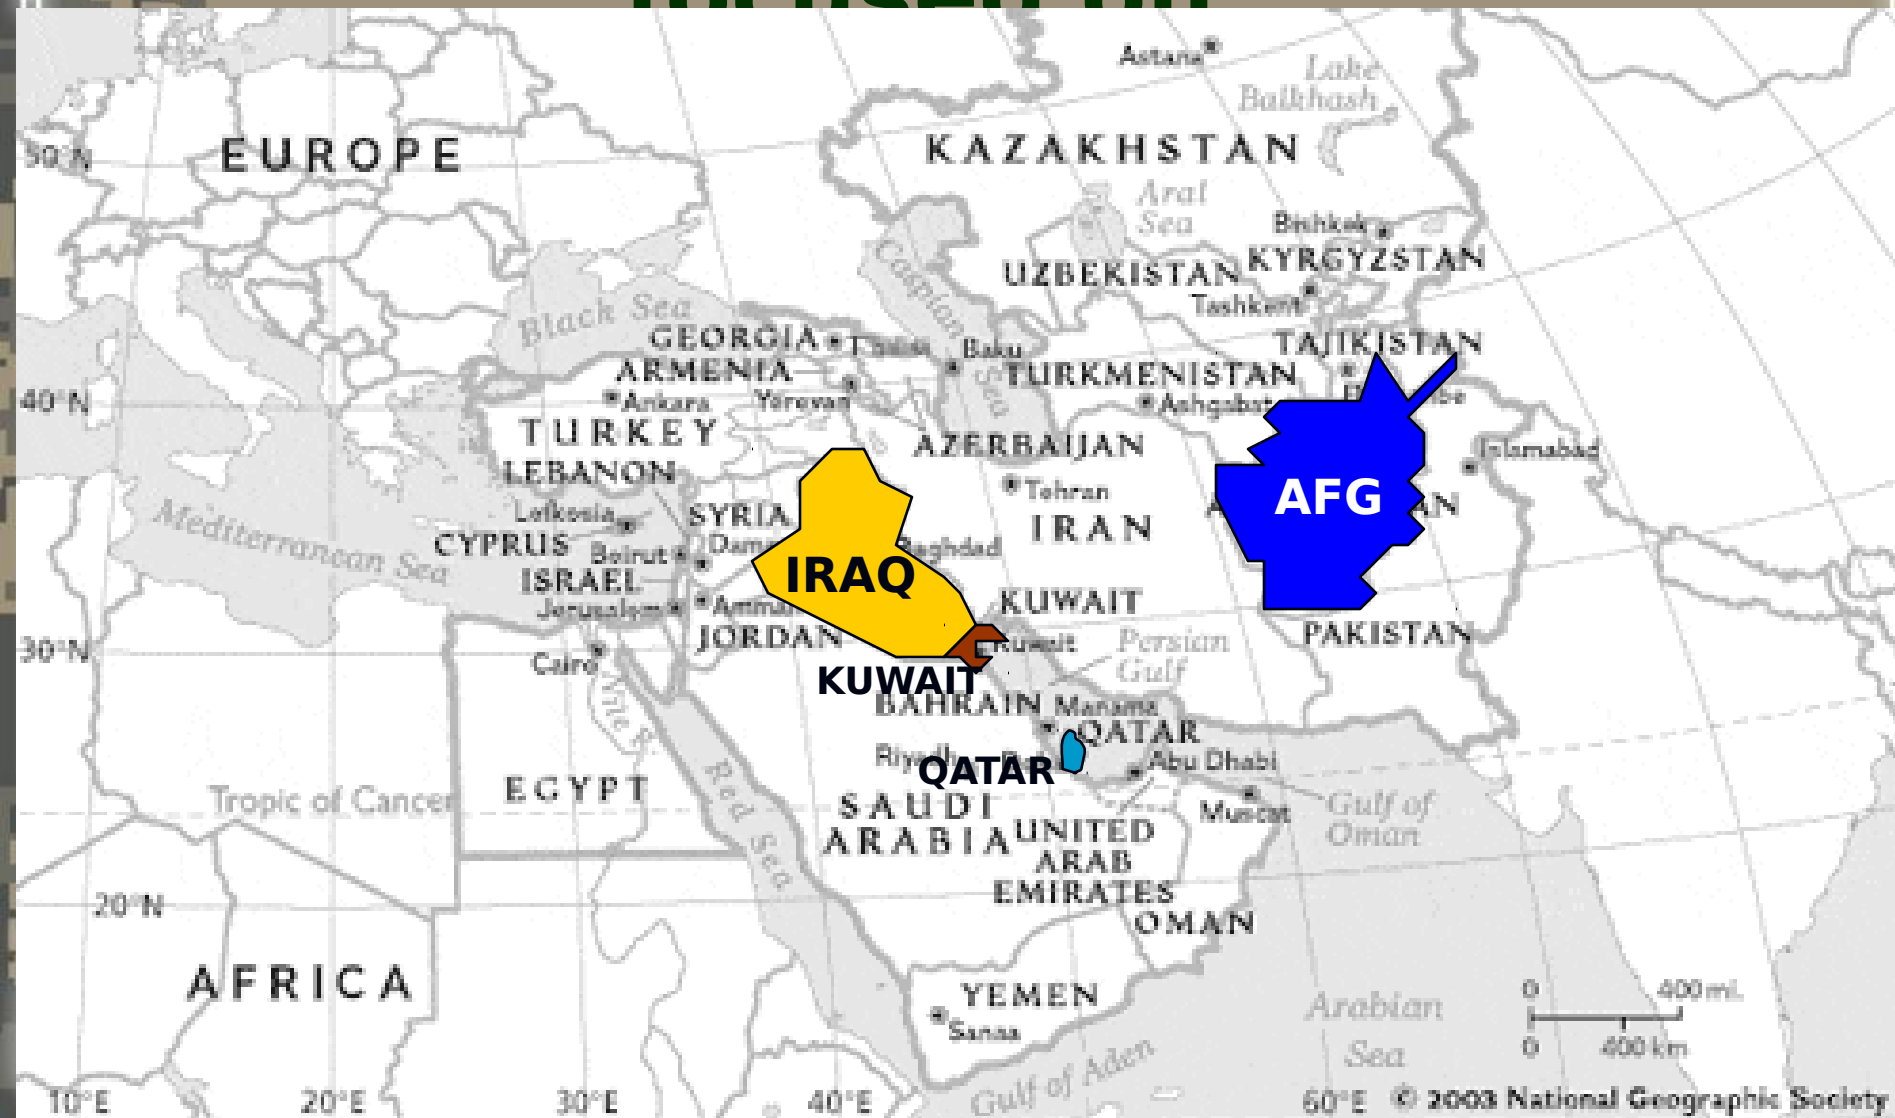 focused on
Astana
Lake
Balkhash
EUROPE
50°N
KAZAKHSTAN
Aral
Sea
Bishkek
KYRGYZSTAN
UZBEKISTAN
Caspian
Sea
Tashkent
Black Sea
GEORGIA
Baku
TAJIKISTAN
ARMENIA
TURKMENISTAN
40°N
Ankara
Yerevan
Ashgabat
TURKEY
AZERBAIJAN
Islamabad
LEBANON
Tehran
AFG
Mediterranean Sea
Lefkosia
SYRIA
IRAN
CYPRUS
Beirut
Baghdad
IRAQ
ISRAEL
Jerusalem
Amman
KUWAIT
30°N
JORDAN
Kuwait
Persian
Gulf
PAKISTAN
Cairo
KUWAIT
BAHRAIN
Manama
Nile R.
QATAR
Riyadh
QATAR
Abu Dhabi
Tropic of Cancer
EGYPT
Red Sea
SAUDI
ARABIA
Muscat
Gulf of
Oman
UNITED
ARAB
EMIRATES
20°N
OMAN
AFRICA
YEMEN
Sanaa
Arabian
Sea
0 400 mi.
0 400 km
Gulf of Aden
10°E
20°E
30°E
40°E
60°E
© 2003 National Geographic Society